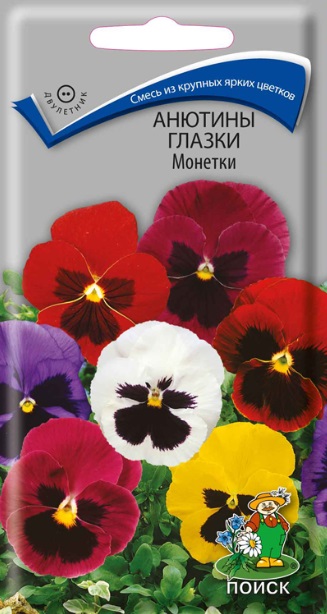 Смесь из крупных ярких цветков
ДВУЛЕТНИК
АНЮТИНЫ
ГЛАЗКИ
Монетки
ПОИСК